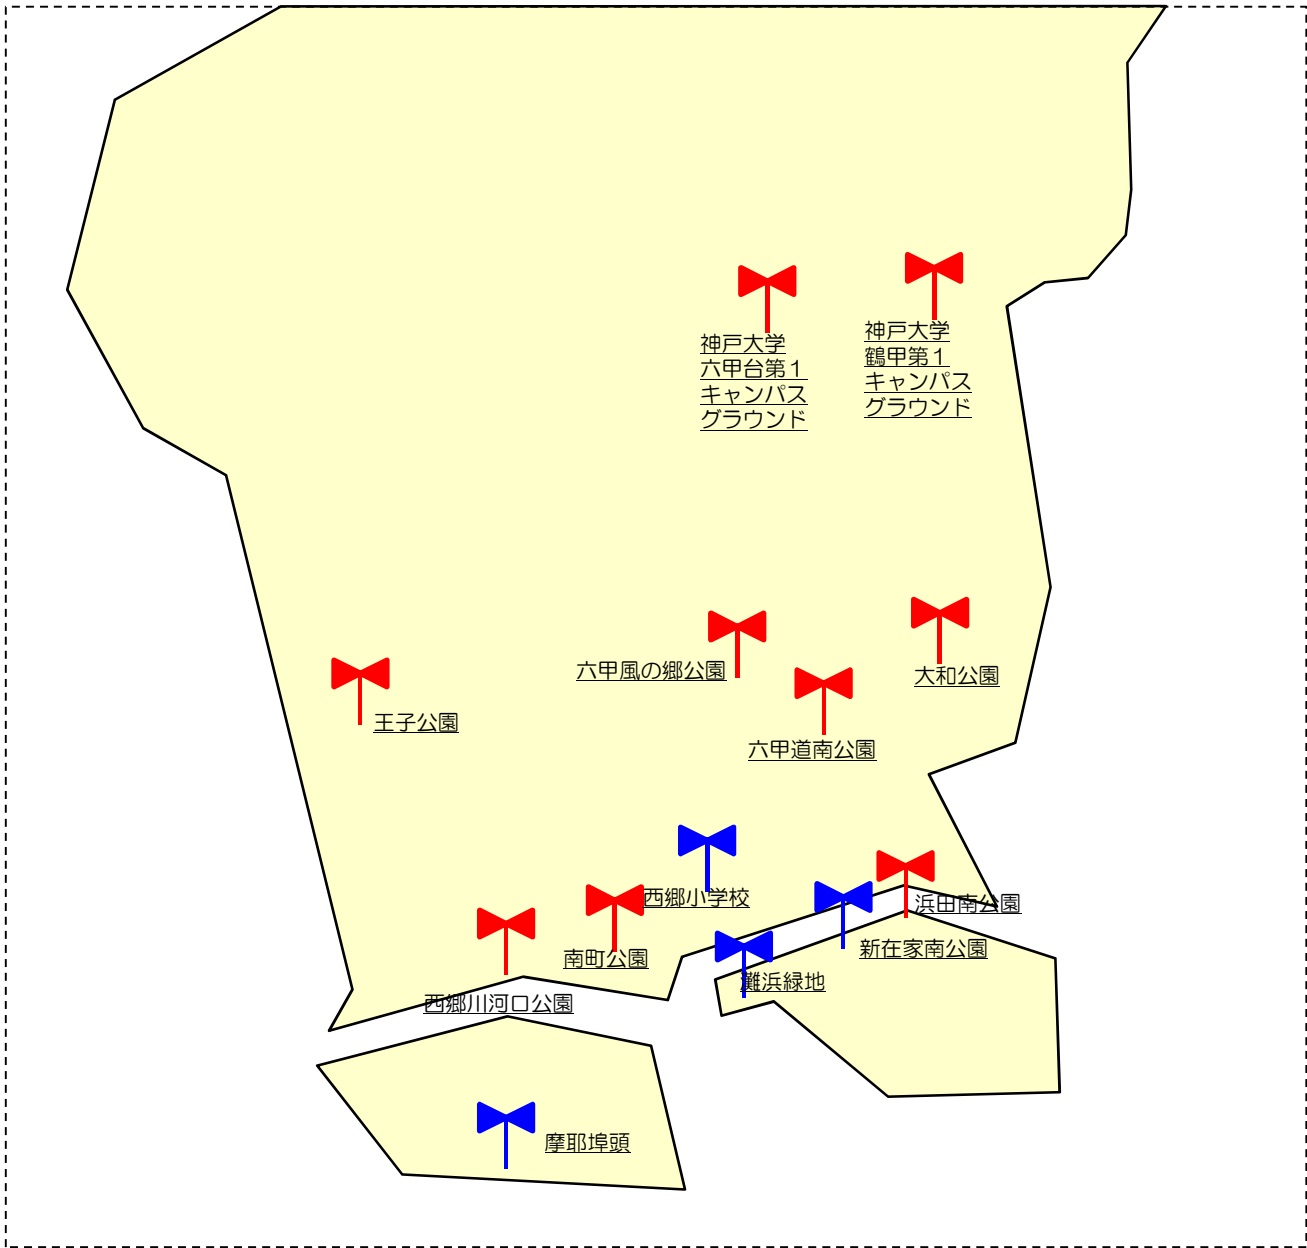 神戸大学
六甲台第１
キャンパス
グラウンド
神戸大学
鶴甲第１
キャンパス
グラウンド
六甲風の郷公園
大和公園
王子公園
六甲道南公園
西郷小学校
浜田南公園
南町公園
新在家南公園
灘浜緑地
西郷川河口公園
摩耶埠頭